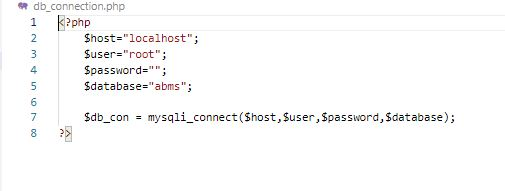 db_connection.php
1 <?php
2 $host="localhost";
3 $user="root";
4 $password="";
5 $database="abms";
6
7 $db_con = mysqli_connect($host,$user,$password,$database);
8 ?>